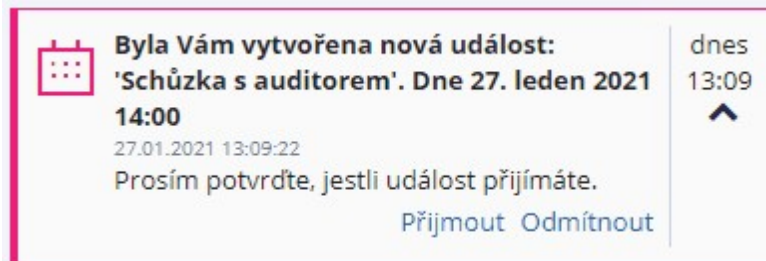 Byla Vám vytvořena nová událost:
'Schůzka s auditorem'. Dne 27. leden 2021
14:00
27.01.2021 13:09:22
Prosím potvrďte, jestli událost přijímáte.
Přijmout Odmítnout
dnes
13:09